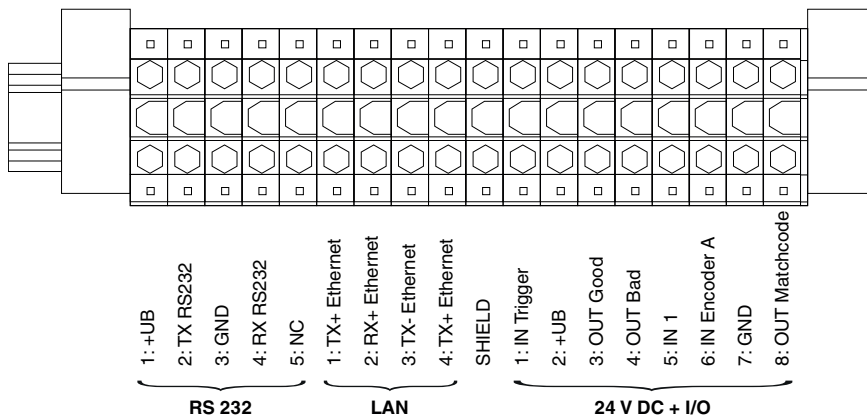 1: +UB
2: TX RS232
3: GND
4: RX RS232
5: NC
1: TX+ Ethernet
2: RX+ Ethernet
3: TX- Ethernet
4: TX+ Ethernet
SHIELD
1: IN Trigger
2: +UB
3: OUT Good
4: OUT Bad
5: IN 1
6: IN Encoder A
7: GND
8: OUT Matchcode
RS 232
LAN
24 V DC + I/O